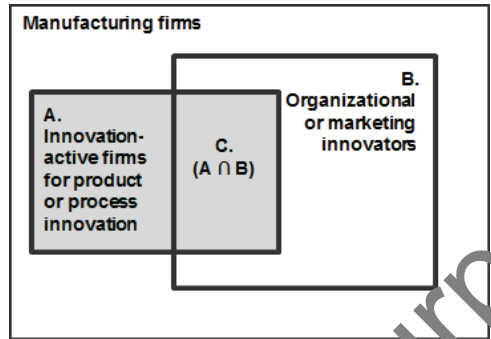 Manufacturing firms
A.
Innovation-
active firms
for product
or process
innovation
C.
(A ∩ B)
B.
Organizational
or marketing
innovators